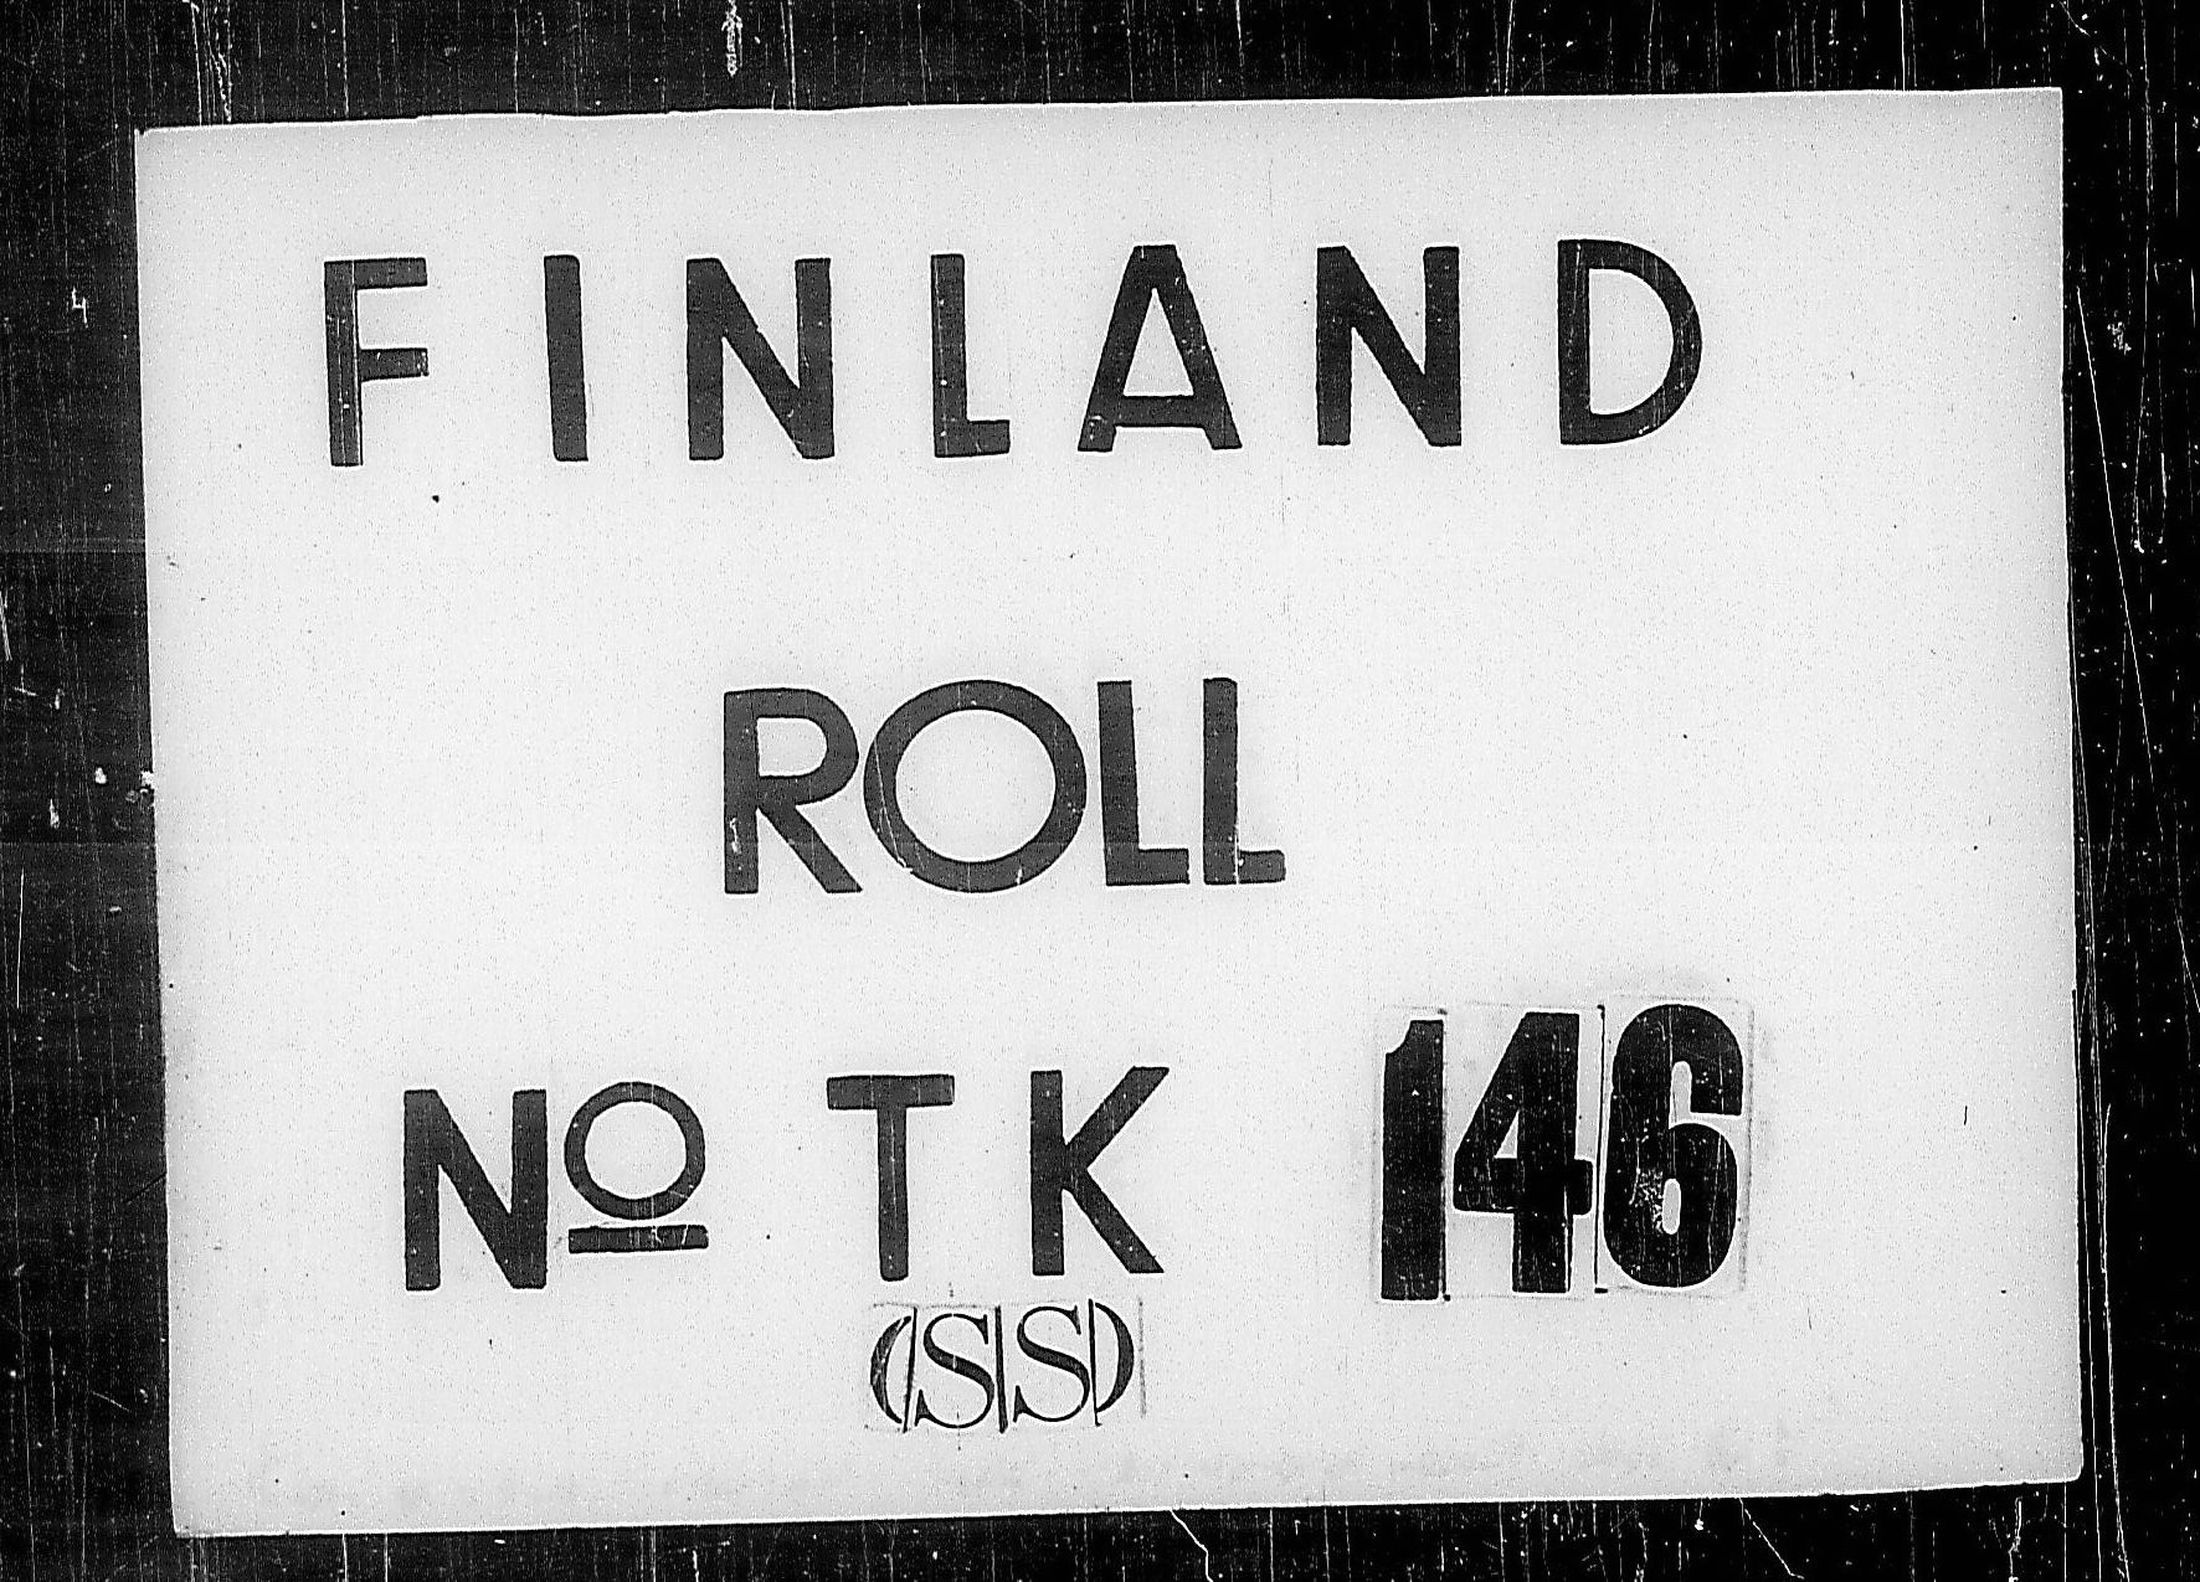 FINLAND
ROLL
Nº TK 146
(SS)